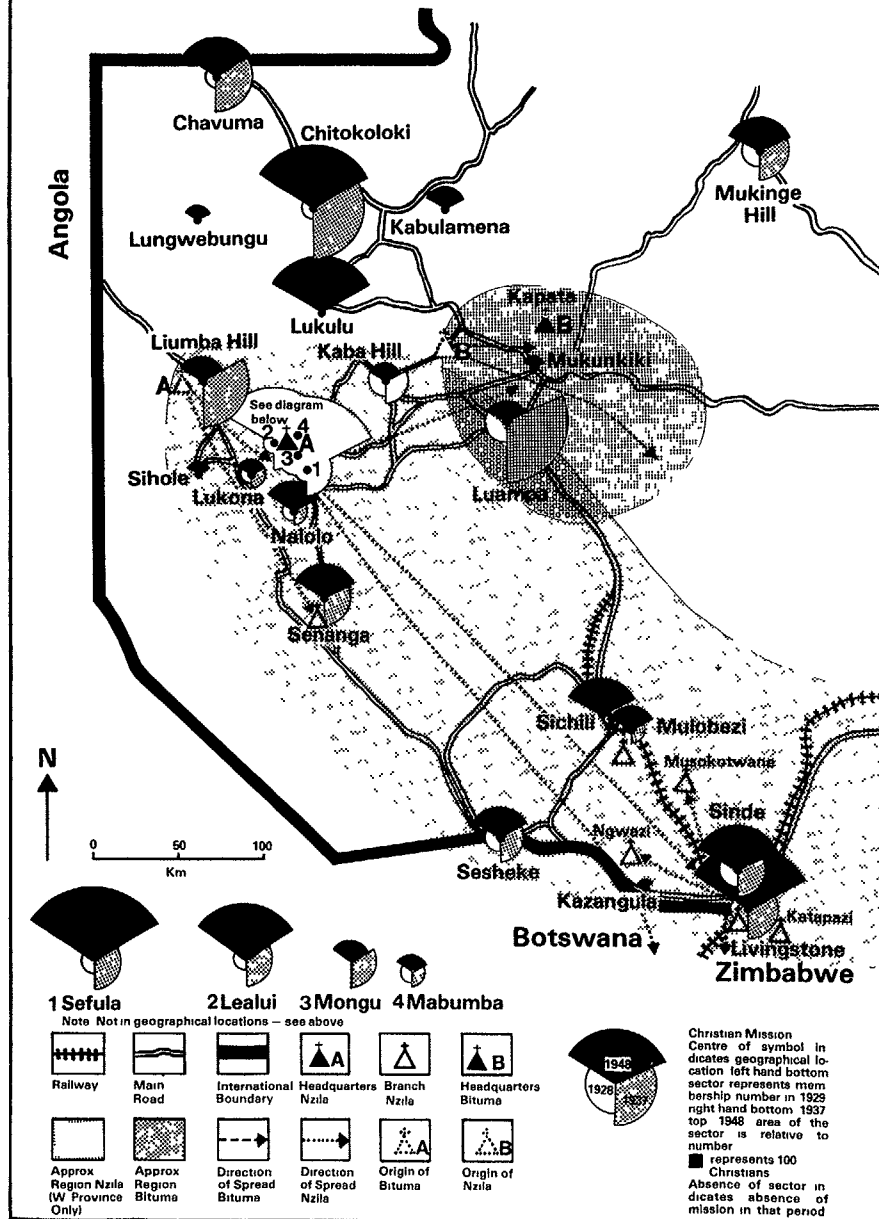 Chavuma
Chitokoloki
Angola
Mukinge
Hill
Kabulamena
Lungwebungu
Lukulu
Kapata
B
Liumba Hill
Kaba Hill
B
Mukunkiki
A
See diagram
below
2 4
A
3
1
Sihole
Lukona
Luampa
Nalolo
Senanga
Sichili
Mulobezi
Musokotwane
N
Sinde
0 50 100
Km
Ngwazi
Sesheke
Kazangula
Katapazi
Botswana
Livingstone
Zimbabwe
1 Sefula
2 Lealui
3 Mongu
4 Mabumba
Note Not in geographical locations – see above
Railway
Main
Road
International
Boundary
A
Headquarters
Nzila
Branch
Nzila
B
Headquarters
Bituma
Approx
Region Nzila
(W Province
Only)
Approx
Region
Bituma
Direction
of Spread
Bituma
Direction
of Spread
Nzila
A
Origin of
Bituma
B
Origin of
Nzila
1948
1928
1937
Christian Mission
Centre of symbol in
dicates geographical lo-
cation left hand bottom
sector represents mem
bership number in 1929
right hand bottom 1937
top 1948 area of the
sector is relative to
number
represents 100
Christians
Absence of sector in
dicates absence of
mission in that period